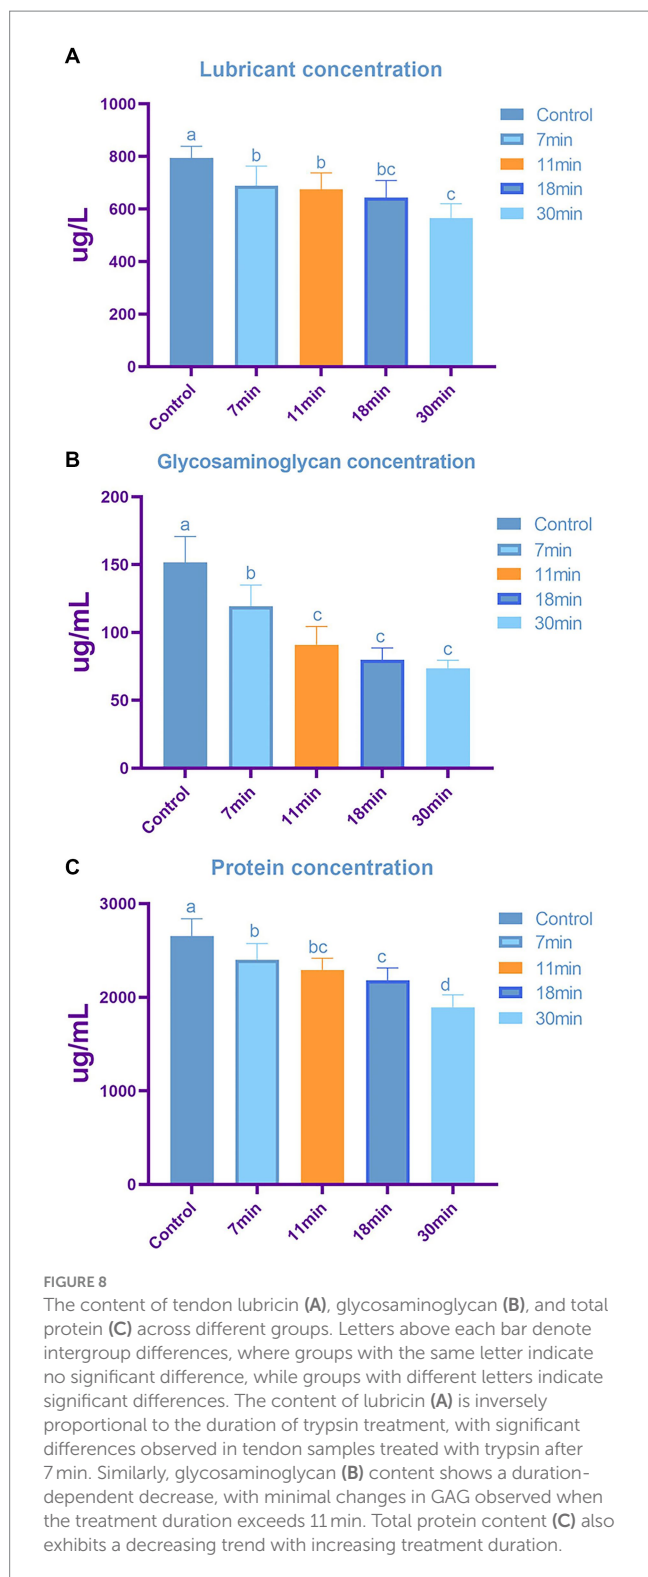 A
Lubricant concentration
1000
800
600
400
200
0
ug/L
a
b
b
bc
c
Control
7min
11min
18min
30min
Control
7min
11min
18min
30min
B
Glycosaminoglycan concentration
200
150
100
50
0
ug/mL
a
b
c
c
c
Control
7min
11min
18min
30min
Control
7min
11min
18min
30min
C
Protein concentration
3000
2000
1000
0
ug/mL
a
b
bc
c
d
Control
7min
11min
18min
30min
Control
7min
11min
18min
30min
FIGURE 8
The content of tendon lubricin (A), glycosaminoglycan (B), and total
protein (C) across different groups. Letters above each bar denote
intergroup differences, where groups with the same letter indicate
no significant difference, while groups with different letters indicate
significant differences. The content of lubricin (A) is inversely
proportional to the duration of trypsin treatment, with significant
differences observed in tendon samples treated with trypsin after
7 min. Similarly, glycosaminoglycan (B) content shows a duration-
dependent decrease, with minimal changes in GAG observed when
the treatment duration exceeds 11 min. Total protein content (C) also
exhibits a decreasing trend with increasing treatment duration.